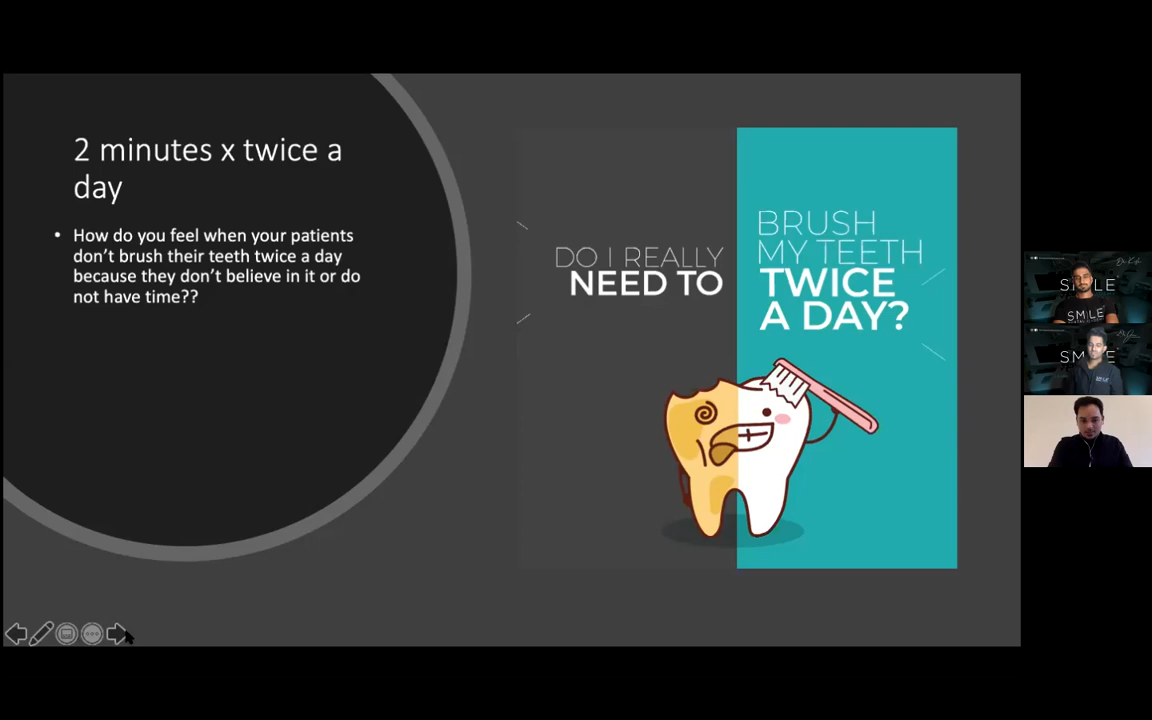 2 minutes x twice a
day
• How do you feel when your patients
don’t brush their teeth twice a day
because they don’t believe in it or do
not have time??
DO I REALLY
NEED TO
BRUSH
MY TEETH
TWICE
A DAY?
SMILE
SMILE